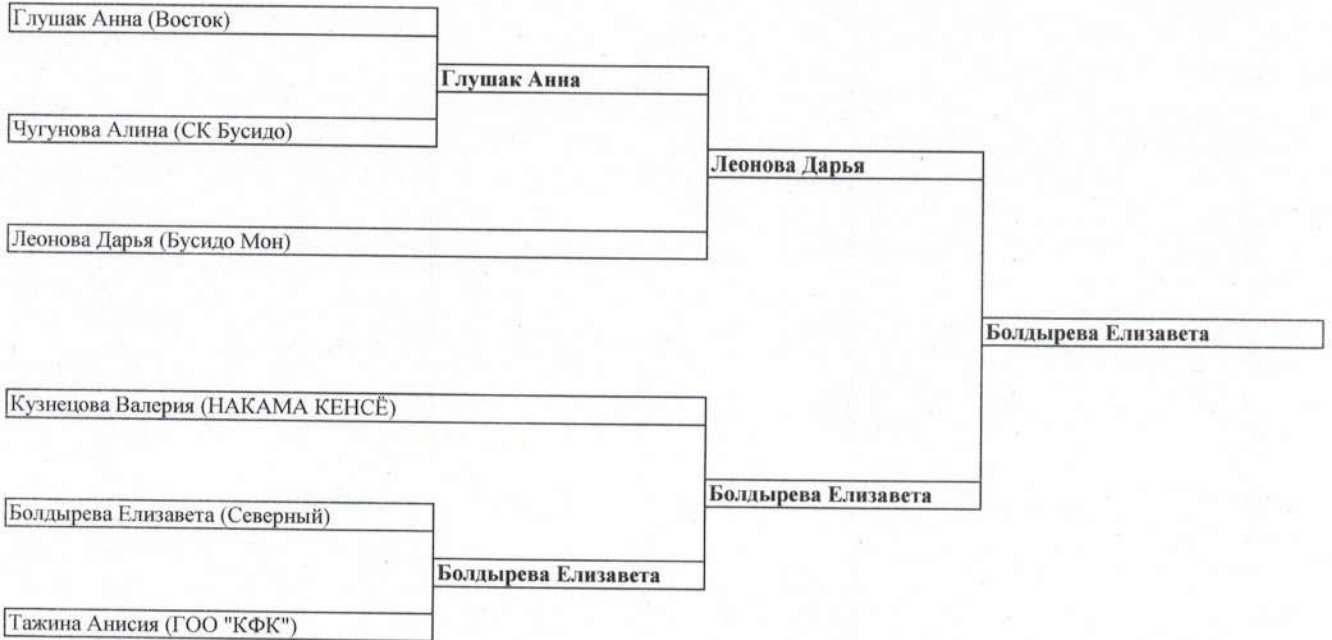 Глушак Анна (Восток)
Глушак Анна
Чугунова Алина (СК Бусидо)
Леонова Дарья
Леонова Дарья (Бусидо Мон)
Болдырева Елизавета
Кузнецова Валерия (НАКАМА КЕНСЁ)
Болдырева Елизавета
Болдырева Елизавета (Северный)
Болдырева Елизавета
Тажина Анисия (ГОО "КФК")